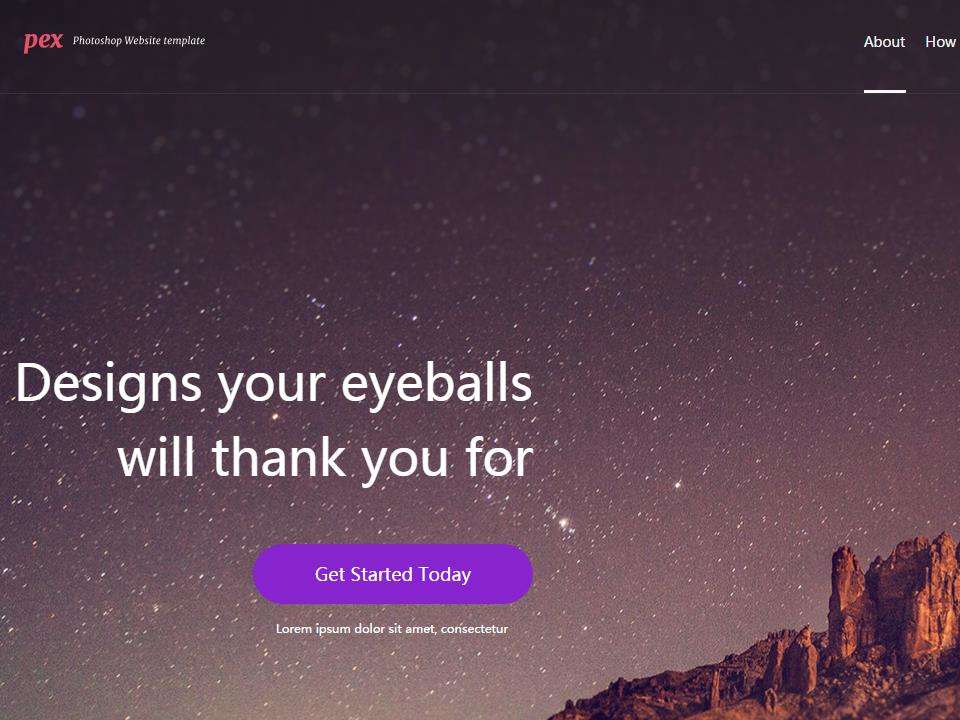 pex Photoshop Website template
About How
Designs your eyeballs
will thank you for
Get Started Today
Lorem ipsum dolor sit amet, consectetur